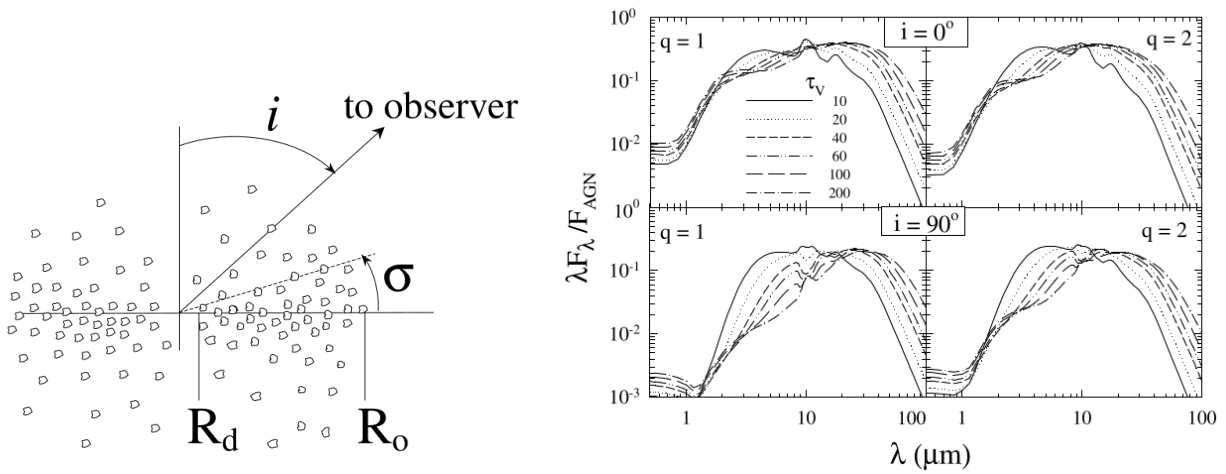 i
to observer
σ
R_d
R_o
i = 0°
q = 1
q = 2
τ_V
10
20
40
60
100
200
i = 90°
q = 1
q = 2
10^0
10^-1
10^-2
10^0
10^-1
10^-2
10^-3
λF_λ/F_AGN
1
10
100
1
10
100
λ (μm)